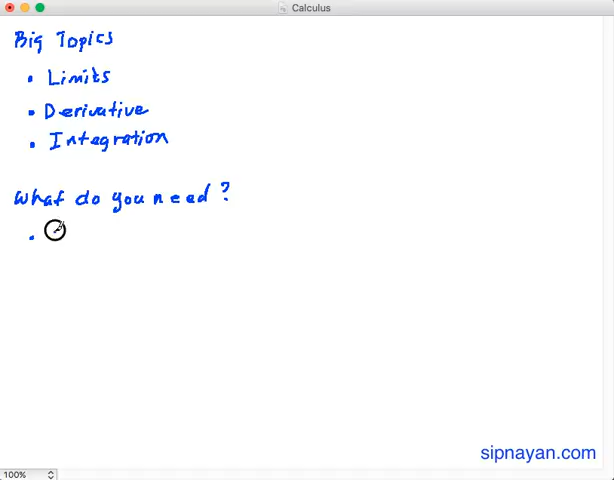 Calculus
Big Topics
• Limits
• Derivative
• Integration
What do you need?
•
sipnayan.com
100%